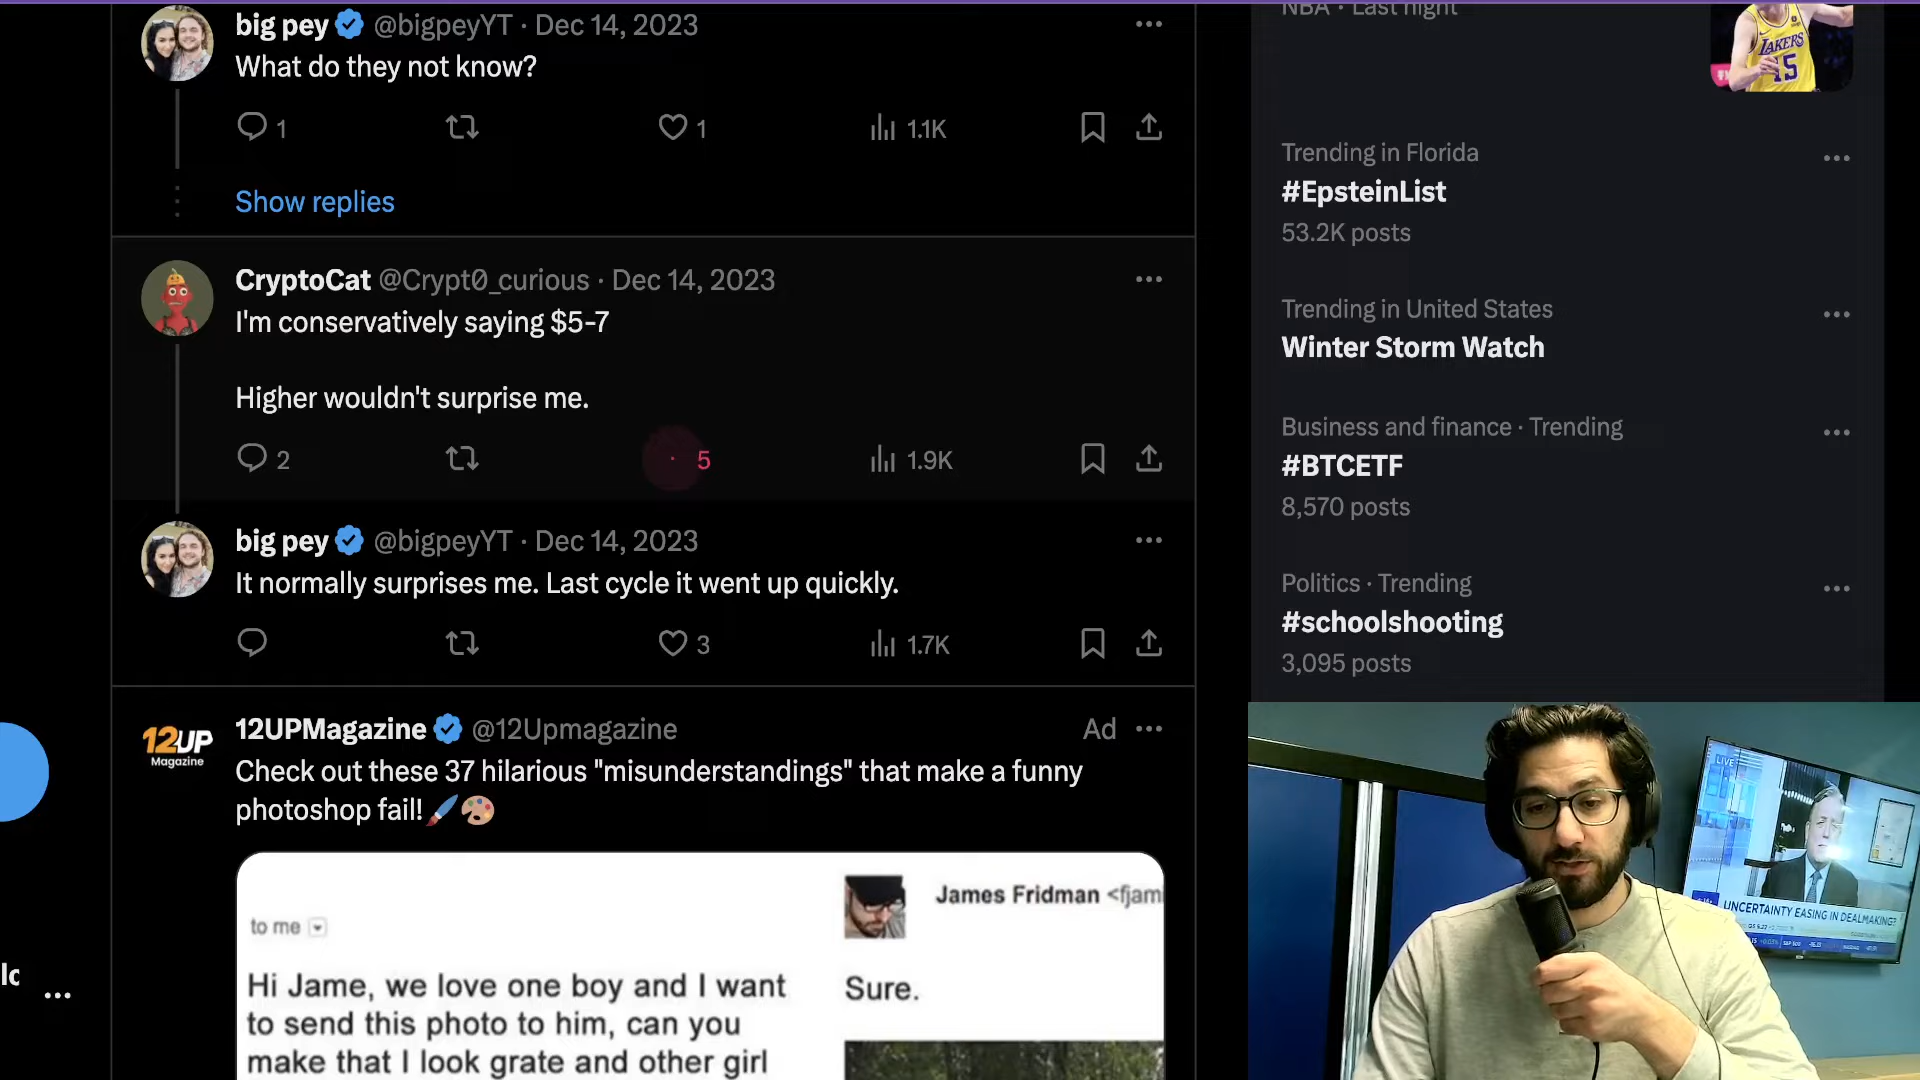 big pey @bigpeyYT · Dec 14, 2023
What do they not know?
1
1
1.1K
Show replies
CryptoCat @Crypt0_curious · Dec 14, 2023
I'm conservatively saying $5-7
Higher wouldn't surprise me.
2
5
1.9K
big pey @bigpeyYT · Dec 14, 2023
It normally surprises me. Last cycle it went up quickly.
3
1.7K
12UP
Magazine
12UPMagazine @12Upmagazine
Ad
Check out these 37 hilarious "misunderstandings" that make a funny
photoshop fail!
to me
Hi Jame, we love one boy and I want
to send this photo to him, can you
make that I look grate and other girl
James Fridman <fjami
Sure.
lc
NBA · Last night
LAKERS
15
Trending in Florida
#EpsteinList
53.2K posts
Trending in United States
Winter Storm Watch
Business and finance · Trending
#BTCETF
8,570 posts
Politics · Trending
#schoolshooting
3,095 posts
LIVE
UNCERTAINTY EASING IN DEALMAKING?